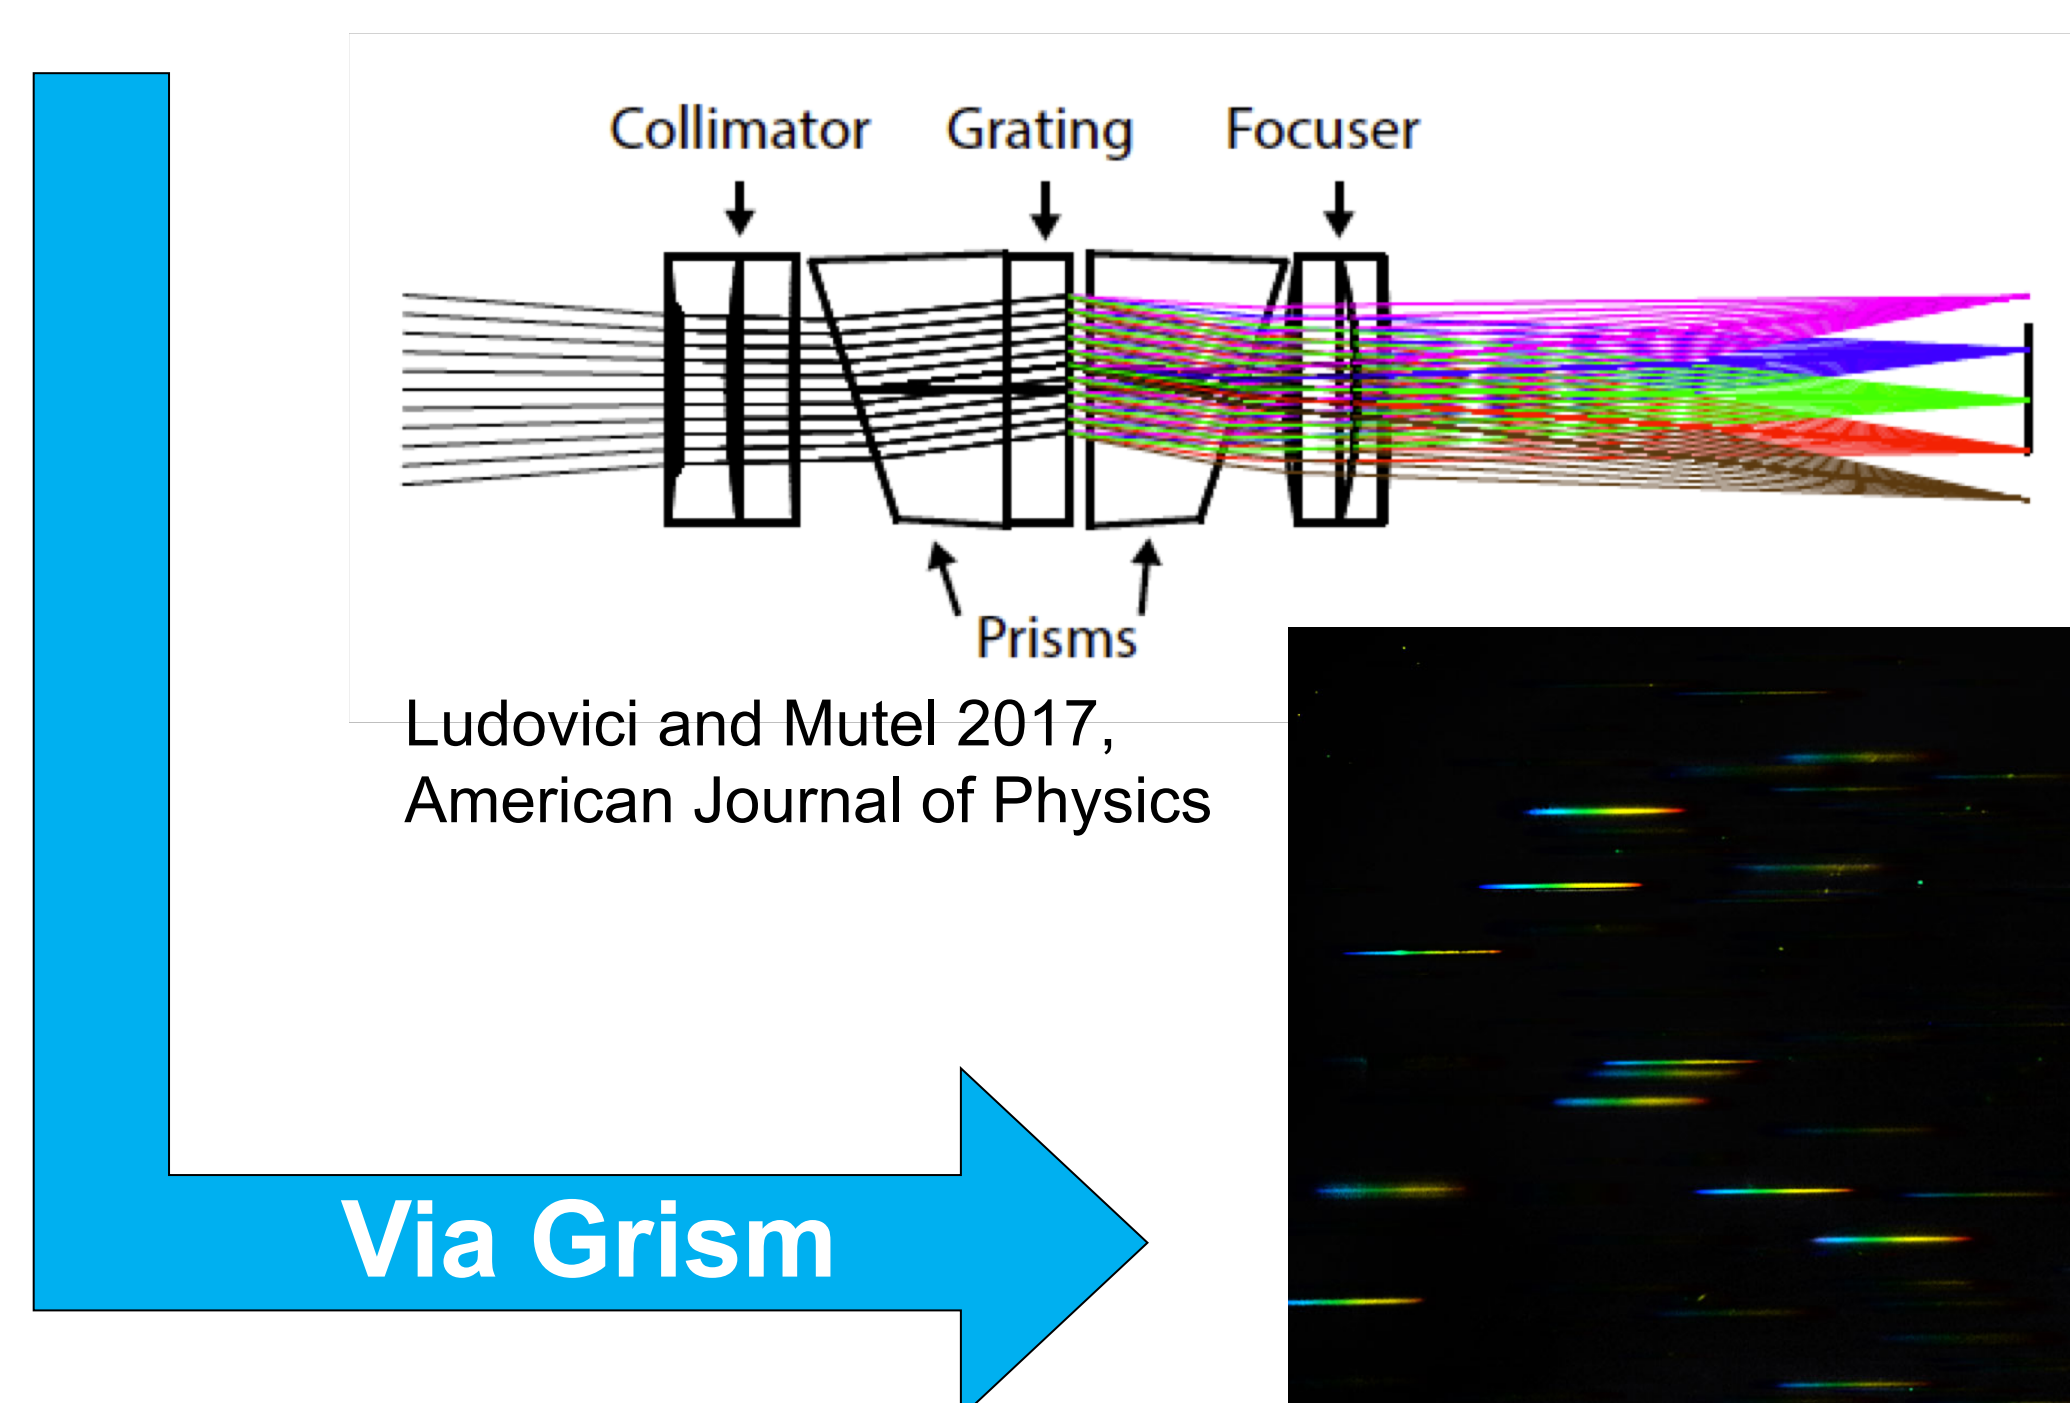 Collimator Grating Focuser
Prisms
Ludovici and Mutel 2017,
American Journal of Physics
Via Grism